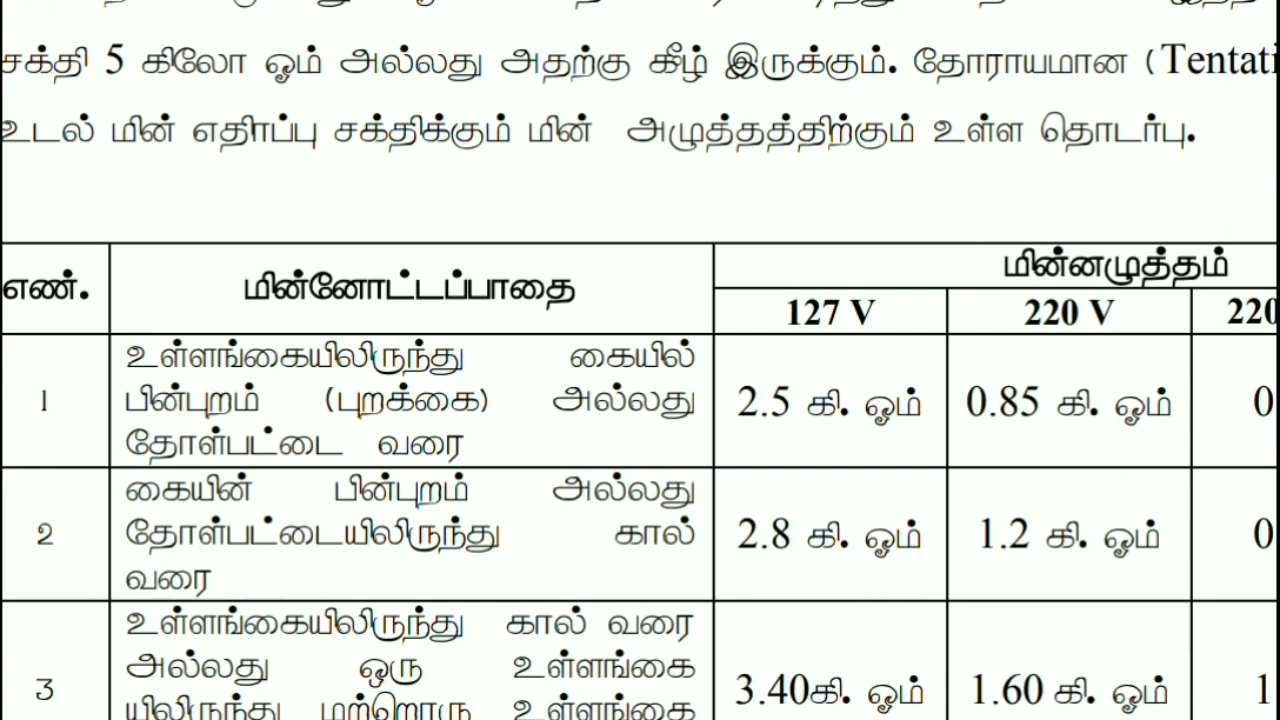 சக்தி 5 கிலோ ஓம் அல்லது அதற்கு கீழ் இருக்கும். தோராயமான (Tentati
உடல் மின் எதிர்ப்பு சக்திக்கும் மின் அழுத்தத்திற்கும் உள்ள தொடர்பு.
எண். மின்னோட்டப்பாதை மின்னழுத்தம்
127 V 220 V 220
உள்ளங்கையிலிருந்து கையில்
1 பின்புறம் (புறக்கை) அல்லது 2.5 கி. ஓம் 0.85 கி. ஓம் 0
தோள்பட்டை வரை
கையின் பின்புறம் அல்லது
2 தோள்பட்டையிலிருந்து கால் 2.8 கி. ஓம் 1.2 கி. ஓம் 0
வரை
உள்ளங்கையிலிருந்து கால் வரை
அல்லது ஒரு உள்ளங்கை
3 யிலிருந்து மற்றொரு உள்ளங்கை 3.40கி. ஓம் 1.60 கி. ஓம் 1